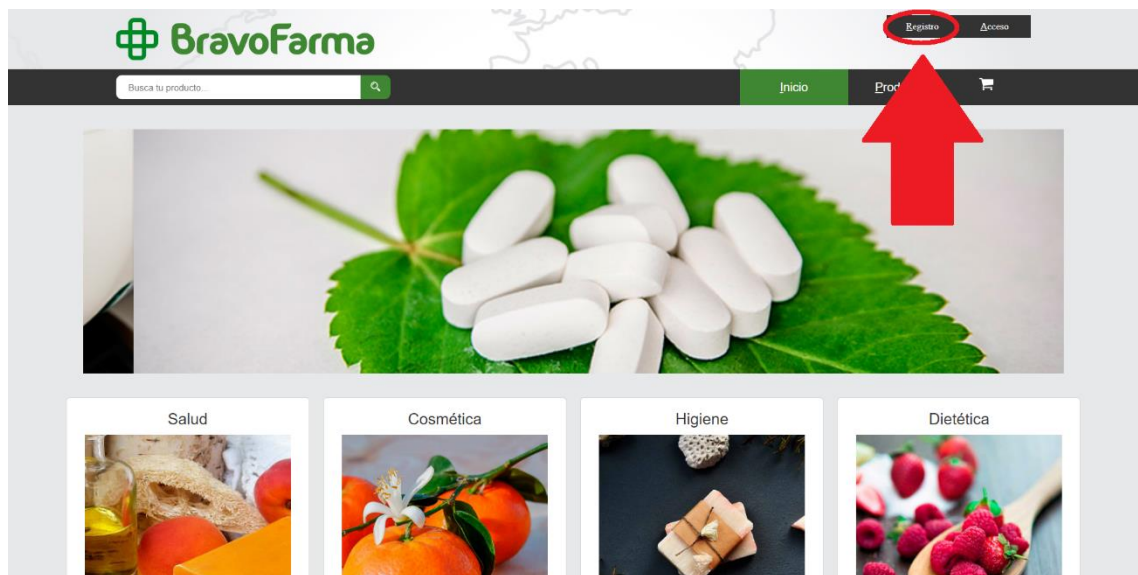 BravoFarma
Registro Acceso
Busca tu producto...
Inicio
Salud Cosmética Higiene Dietética